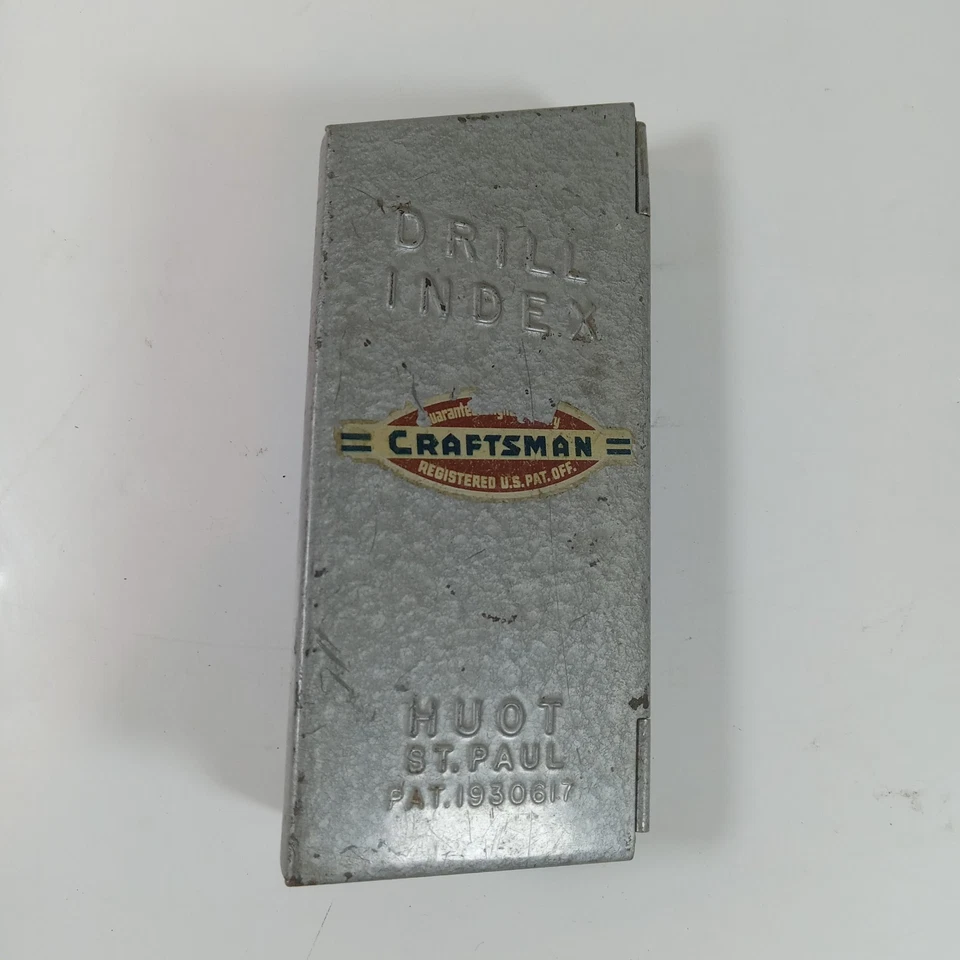 DRILL
INDEX
CRAFTSMAN
REGISTERED U.S. PAT. OFF.
HUOT
ST. PAUL
PAT. 1930617